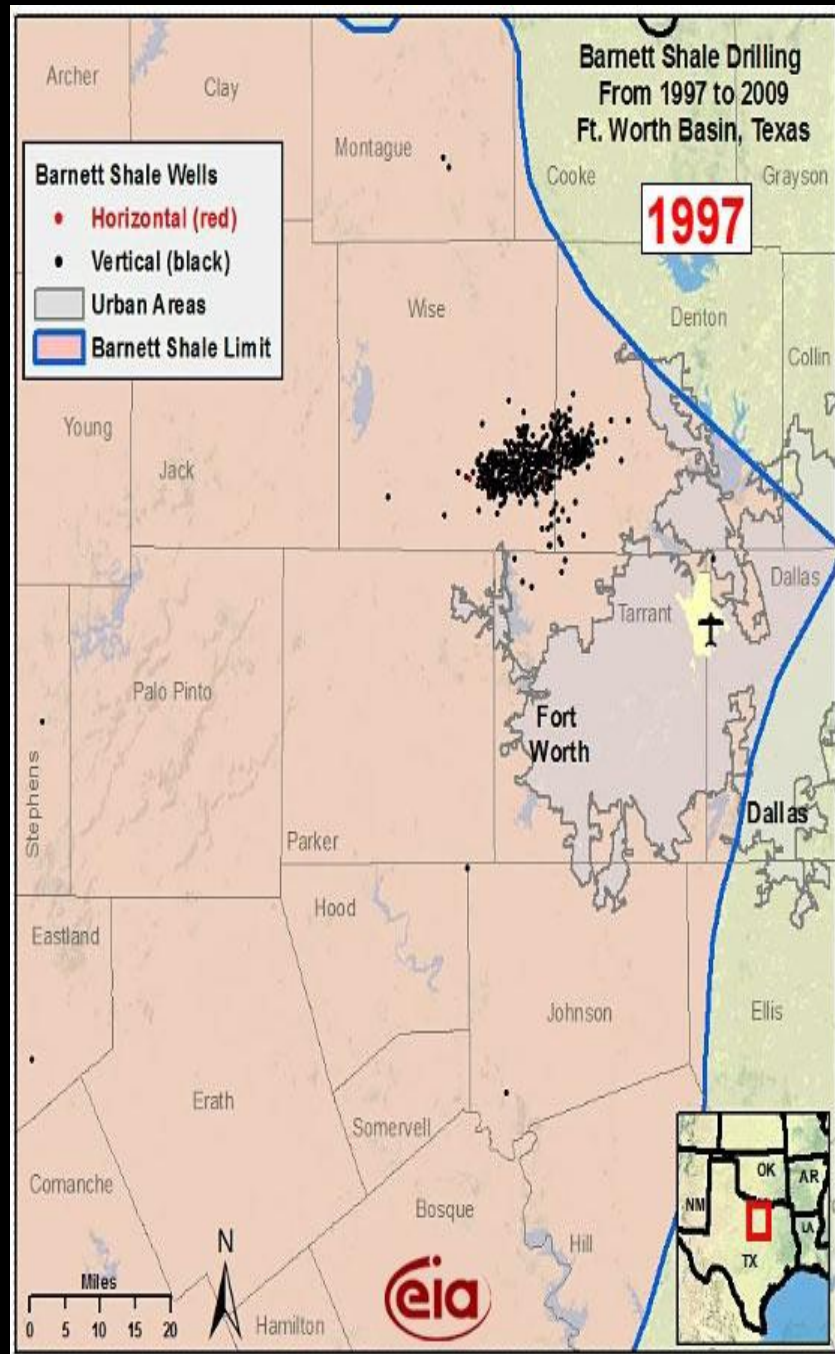 Barnett Shale Drilling
From 1997 to 2009
Ft. Worth Basin, Texas
1997
Barnett Shale Wells
Horizontal (red)
Vertical (black)
Urban Areas
Barnett Shale Limit
Archer
Clay
Montague
Cooke
Grayson
Wise
Denton
Collin
Young
Jack
Palo Pinto
Tarrant
Dallas
Fort
Worth
Stephens
Parker
Dallas
Eastland
Hood
Johnson
Ellis
Erath
Somervell
Comanche
Bosque
Hill
Hamilton
N
Miles
0 5 10 15 20
eia
OK
AR
NM
LA
TX